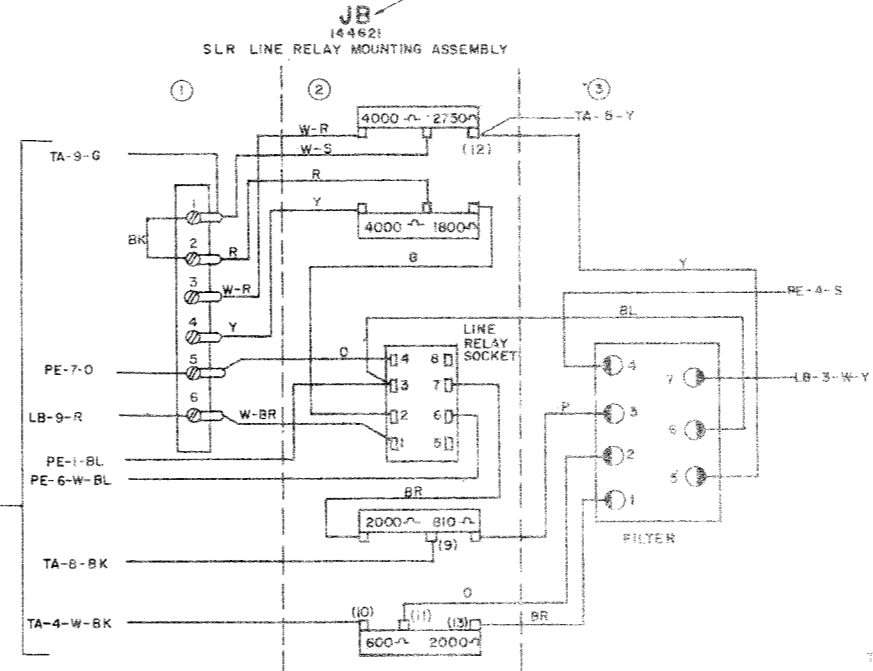 JB
144621
SLR LINE RELAY MOUNTING ASSEMBLY
1
2
3
4000 2750
TA-6-Y
(12)
W-R
W-S
TA-9-G
R
1
BK
Y
4000 1800
2
R
G
Y
3
W-R
PE-4-S
BL
4
Y
LINE
RELAY
SOCKET
5
O
4 8
4
PE-7-O
3 7
7
LB-3-W-Y
6
LB-9-R
W-BR
2 6
P
3
6
1 5
2
5
PE-1-BL
PE-6-W-BL
BR
1
2000 810
FILTER
(9)
TA-8-BK
O
(10)
(11)
(13)
BR
TA-4-W-BK
600 2000